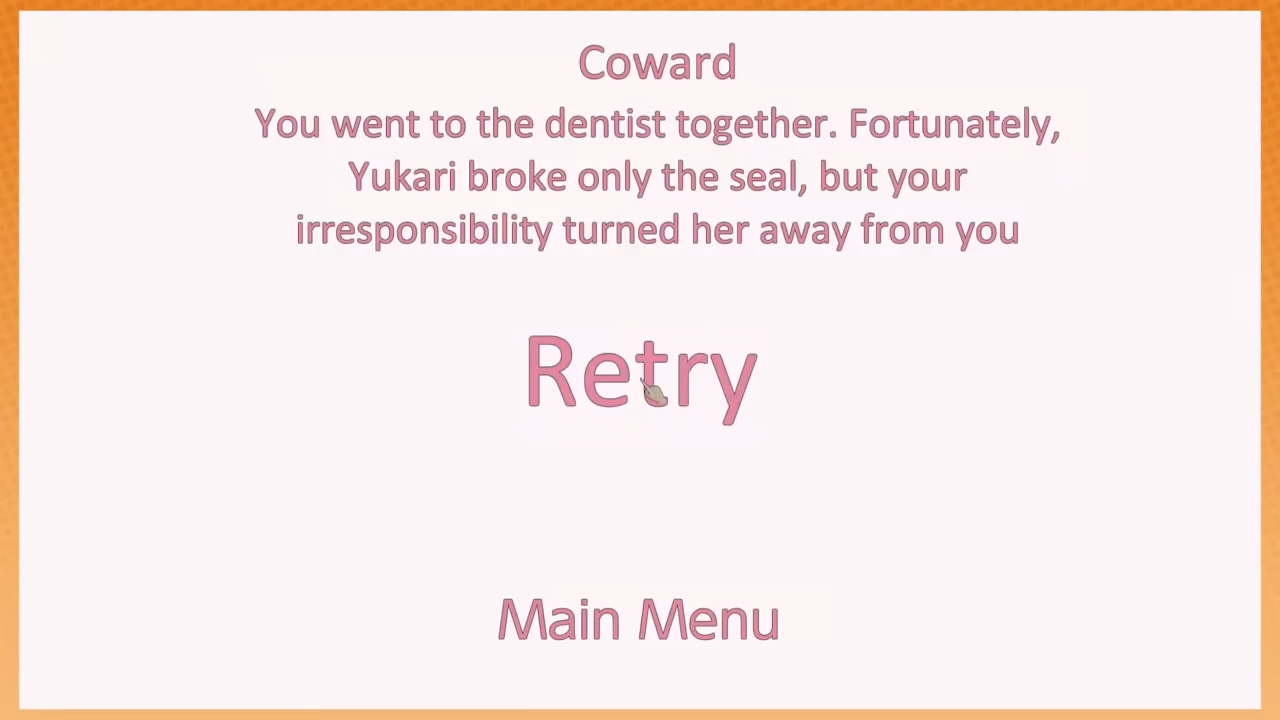 Coward
You went to the dentist together. Fortunately,
Yukari broke only the seal, but your
irresponsibility turned her away from you
Retry
Main Menu